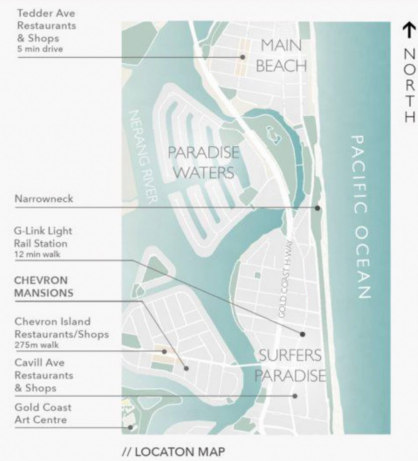 Tedder Ave
Restaurants
& Shops
5 min drive
MAIN
BEACH
NORTH
NERANG RIVER
PARADISE
WATERS
PACIFIC OCEAN
Narrowneck
G-Link Light
Rail Station
12 min walk
GOLD COAST HWAY
CHEVRON
MANSIONS
Chevron Island
Restaurants/Shops
275m walk
SURFERS
PARADISE
Cavill Ave
Restaurants
& Shops
Gold Coast
Art Centre
// LOCATON MAP